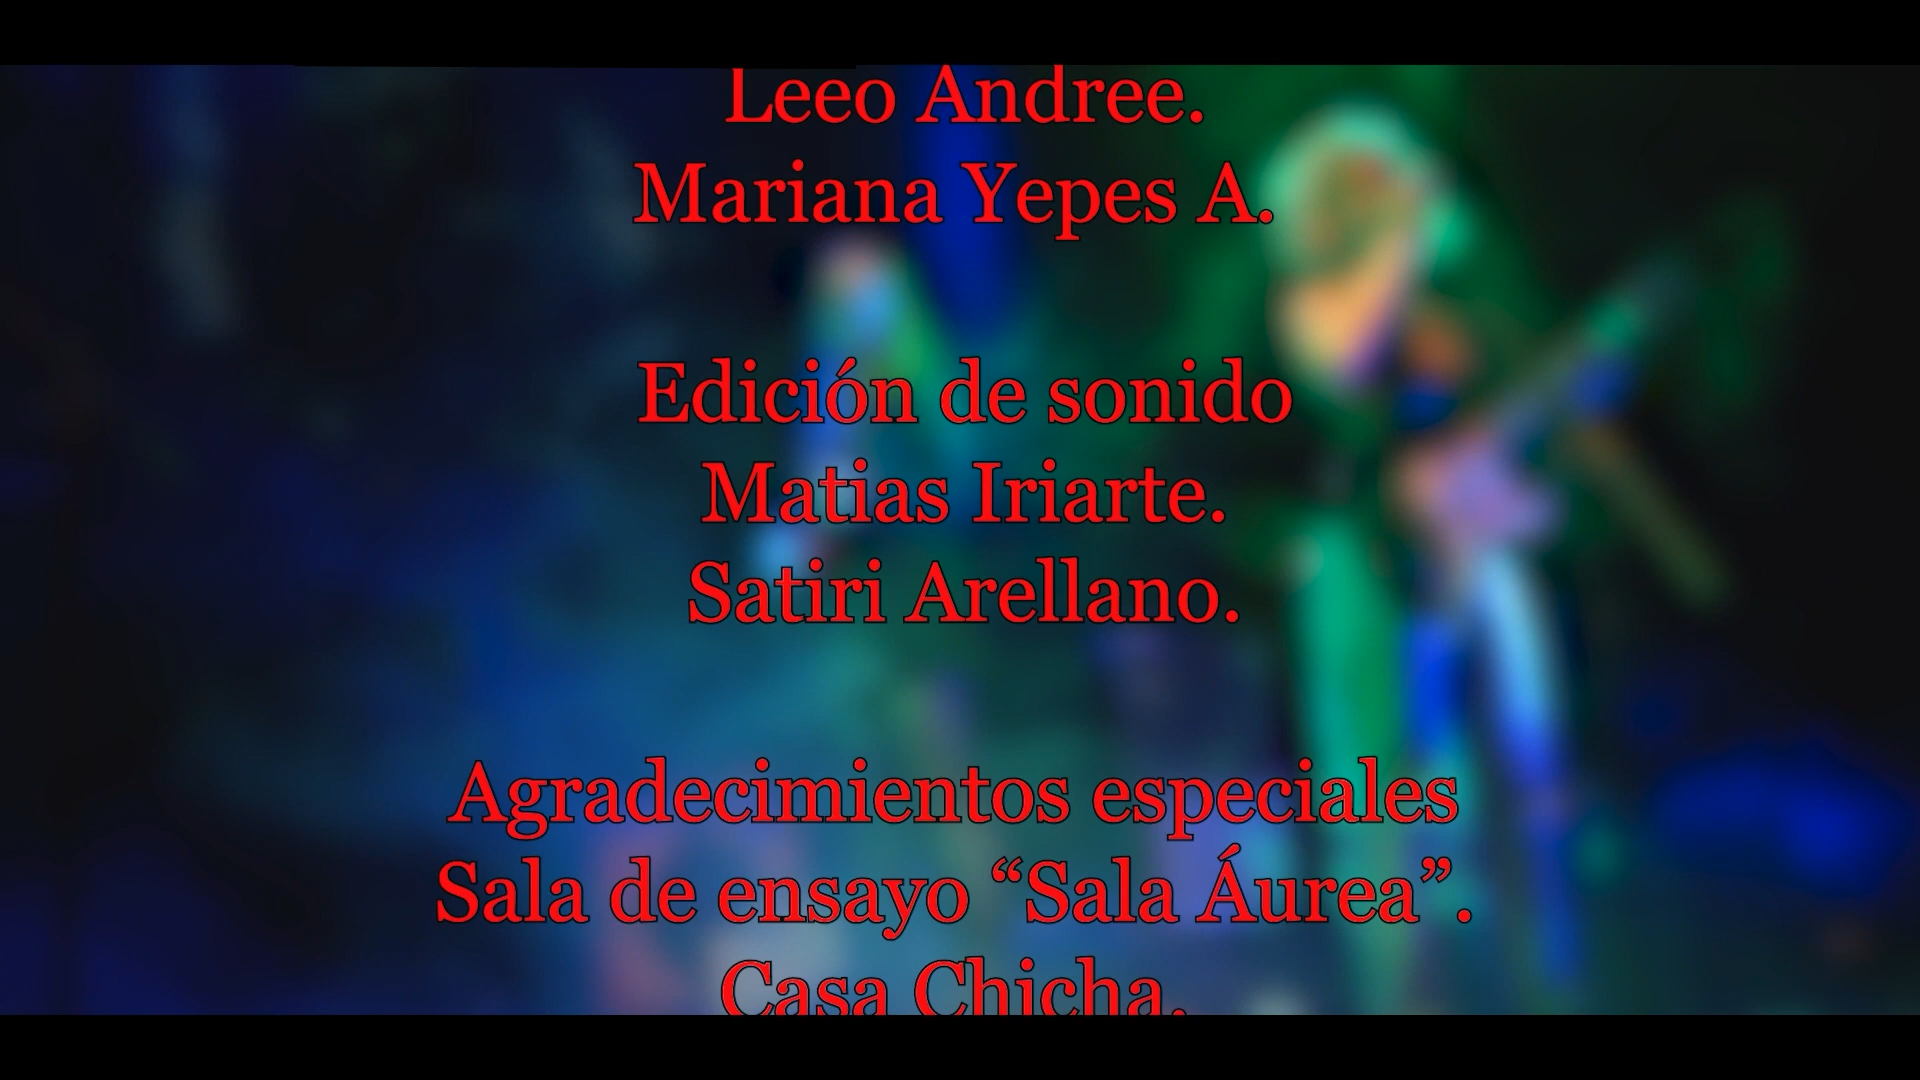 Leeo Andree.
Mariana Yepes A.
Edición de sonido
Matias Iriarte.
Satiri Arellano.
Agradecimientos especiales
Sala de ensayo “Sala Áurea”.
Casa Chicha.